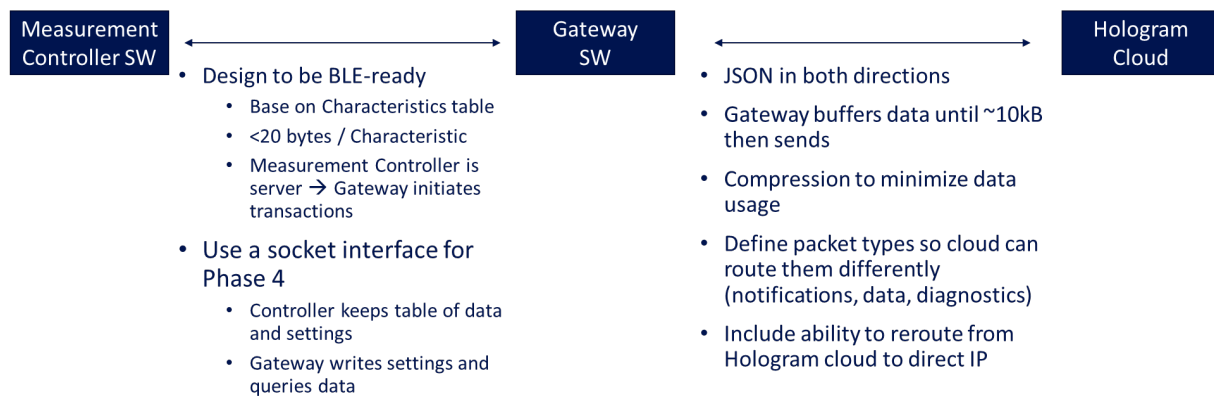 Measurement
Controller SW
Gateway
SW
Hologram
Cloud
• Design to be BLE-ready
• Base on Characteristics table
• <20 bytes / Characteristic
• Measurement Controller is
server → Gateway initiates
transactions
• Use a socket interface for
Phase 4
• Controller keeps table of data
and settings
• Gateway writes settings and
queries data
• JSON in both directions
• Gateway buffers data until ~10kB
then sends
• Compression to minimize data
usage
• Define packet types so cloud can
route them differently
(notifications, data, diagnostics)
• Include ability to reroute from
Hologram cloud to direct IP